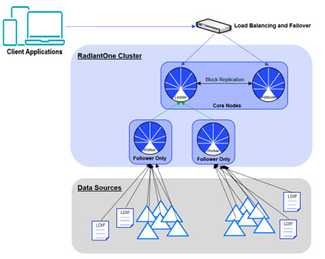 Load Balancing and Failover
Client Applications
RadiantOne Cluster
Block Replication
Core Nodes
Follower Only
Follower Only
Data Sources
LDIF
LDIF
LDIF
LDIF